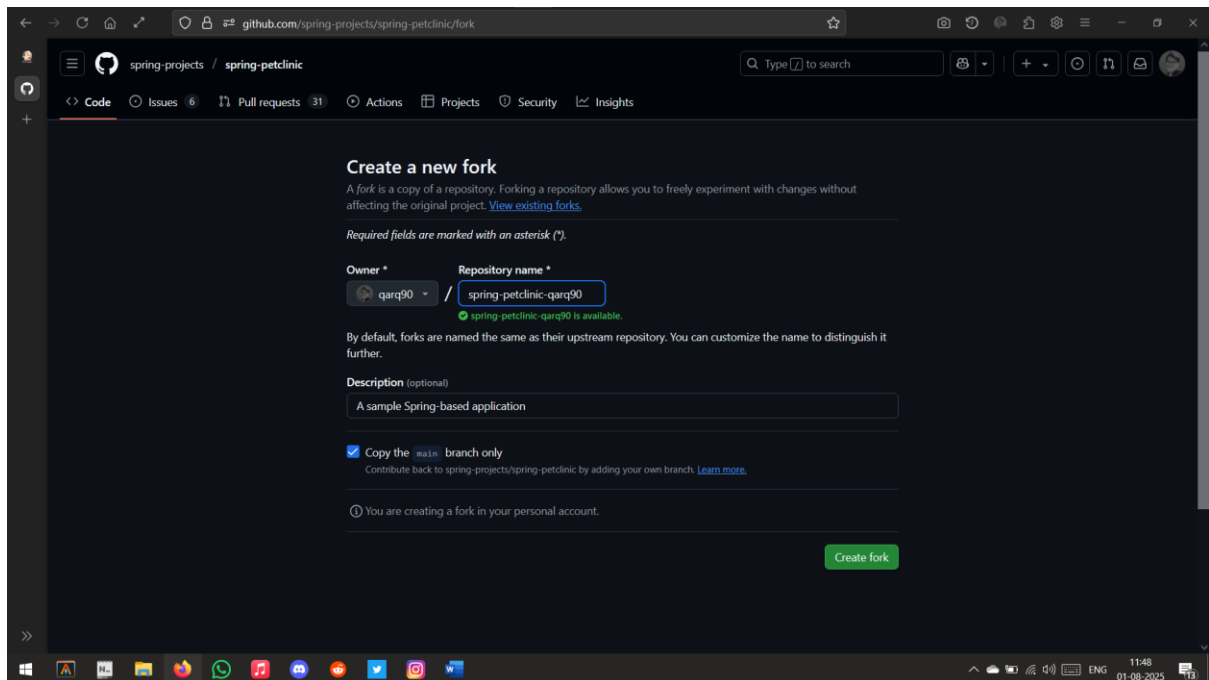 github.com/spring-projects/spring-petclinic/fork
spring-projects / spring-petclinic
Type / to search
Code Issues 6 Pull requests 31 Actions Projects Security Insights
Create a new fork
A fork is a copy of a repository. Forking a repository allows you to freely experiment with changes without
affecting the original project. View existing forks.
Required fields are marked with an asterisk (*).
Owner * Repository name *
qarq90 / spring-petclinic-qarq90
spring-petclinic-qarq90 is available.
By default, forks are named the same as their upstream repository. You can customize the name to distinguish it
further.
Description (optional)
A sample Spring-based application
Copy the main branch only
Contribute back to spring-projects/spring-petclinic by adding your own branch. Learn more.
You are creating a fork in your personal account.
Create fork
ENG
11:48
01-08-2025
13